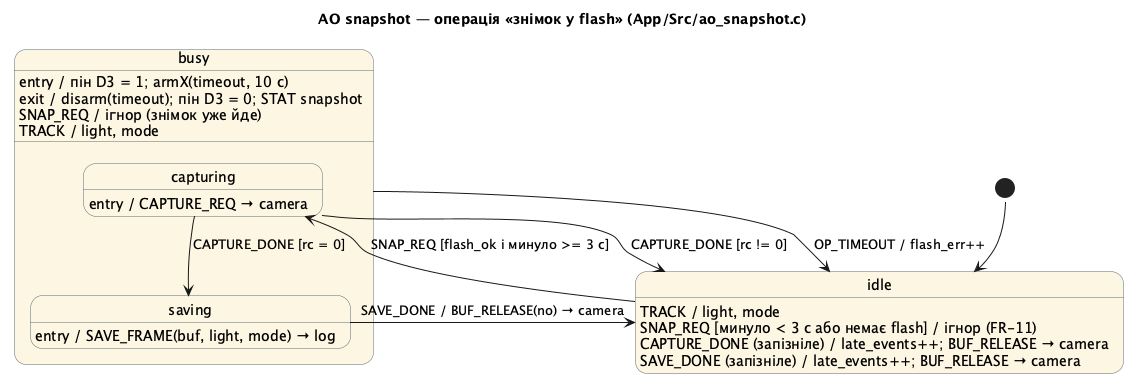 AO snapshot — операція «знімок у flash» (App/Src/ao_snapshot.c)
busy
entry / пін D3 = 1; armX(timeout, 10 с)
exit / disarm(timeout); пін D3 = 0; STAT snapshot
SNAP_REQ / ігнор (знімок уже йде)
TRACK / light, mode
capturing
entry / CAPTURE_REQ → camera
CAPTURE_DONE [rc = 0]
SNAP_REQ [flash_ok і минуло >= 3 с]
CAPTURE_DONE [rc != 0]
OP_TIMEOUT / flash_err++
saving
entry / SAVE_FRAME(buf, light, mode) → log
SAVE_DONE / BUF_RELEASE(no) → camera
idle
TRACK / light, mode
SNAP_REQ [минуло < 3 с або немає flash] / ігнор (FR-11)
CAPTURE_DONE (запізніле) / late_events++; BUF_RELEASE → camera
SAVE_DONE (запізніле) / late_events++; BUF_RELEASE → camera